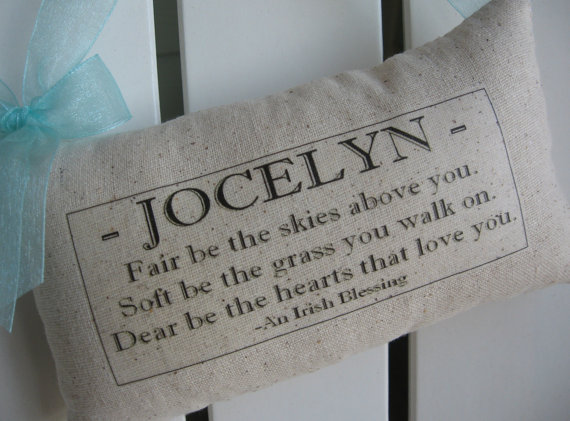 - JOCELYN -
Fair be the skies above you.
Soft be the grass you walk on.
Dear be the hearts that love you.
-An Irish Blessing